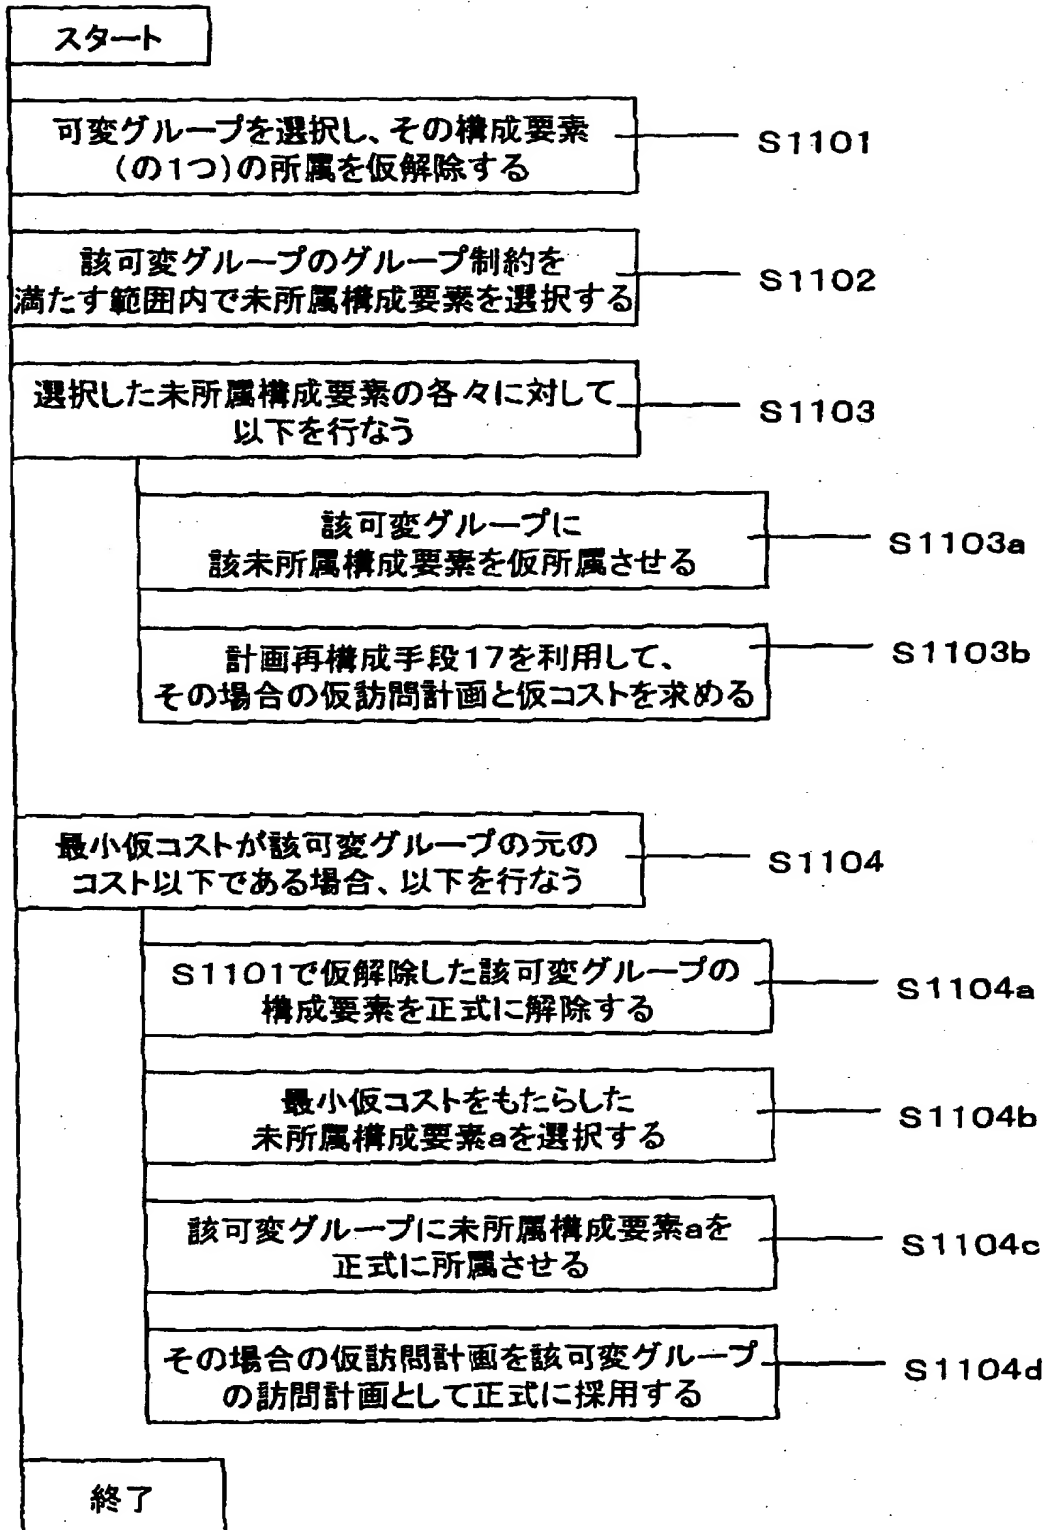 スタート
可変グループを選択し、その構成要素
(の1つ)の所属を仮解除する
S1101
該可変グループのグループ制約を
満たす範囲内で未所属構成要素を選択する
S1102
選択した未所属構成要素の各々に対して
以下を行なう
S1103
該可変グループに
該未所属構成要素を仮所属させる
S1103a
計画再構成手段17を利用して、
その場合の仮訪問計画と仮コストを求める
S1103b
最小仮コストが該可変グループの元の
コスト以下である場合、以下を行なう
S1104
S1101で仮解除した該可変グループの
構成要素を正式に解除する
S1104a
最小仮コストをもたらした
未所属構成要素aを選択する
S1104b
該可変グループに未所属構成要素aを
正式に所属させる
S1104c
その場合の仮訪問計画を該可変グループ
の訪問計画として正式に採用する
S1104d
終了